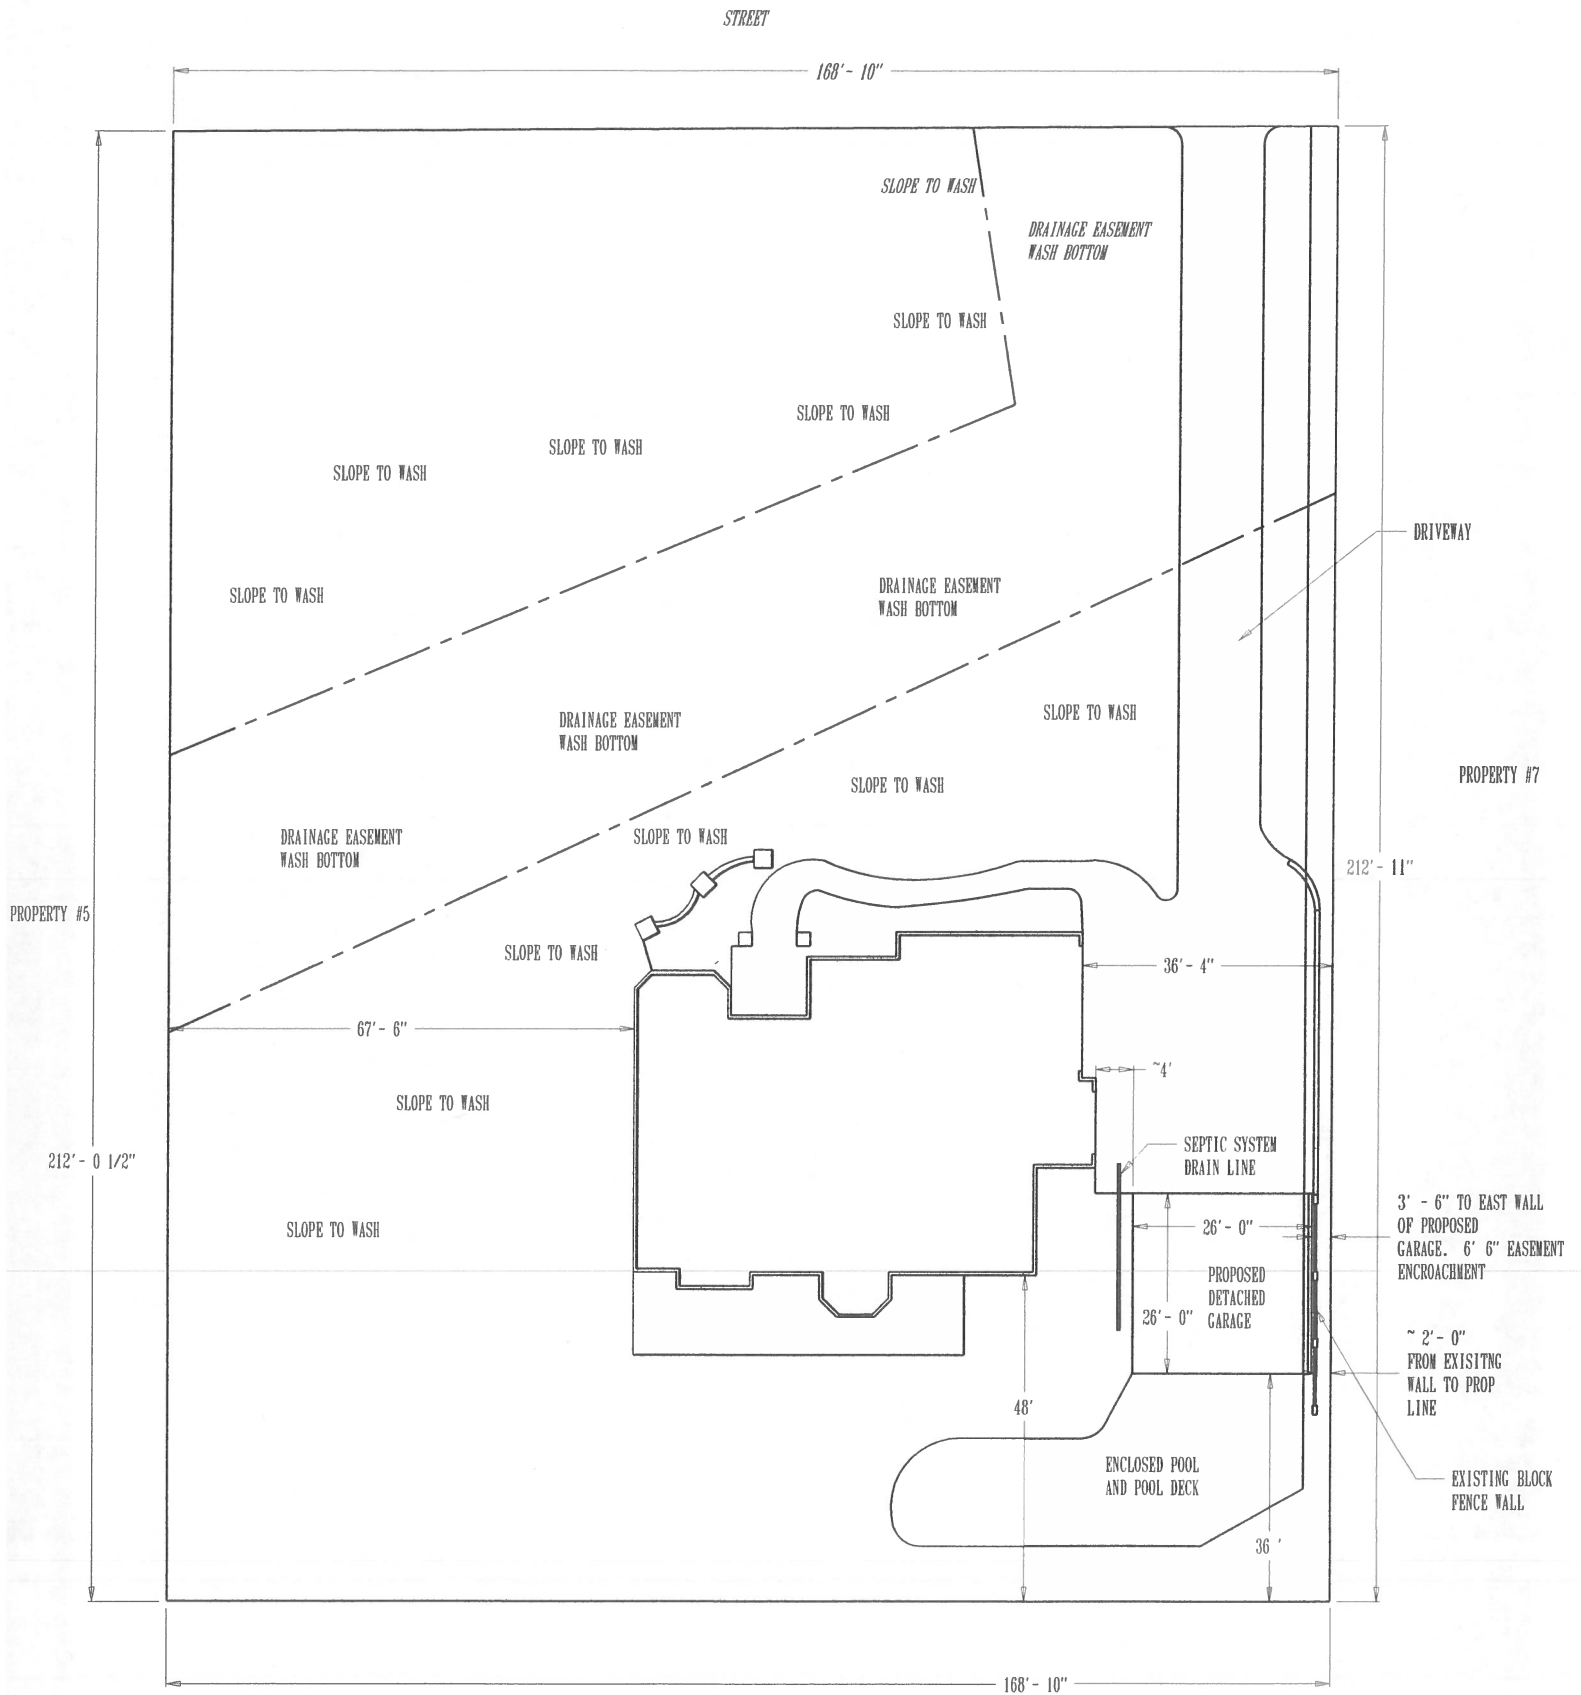 STREET
168'- 10"
SLOPE TO WASH
DRAINAGE EASEMENT
WASH BOTTOM
SLOPE TO WASH
SLOPE TO WASH
SLOPE TO WASH
SLOPE TO WASH
DRIVEWAY
SLOPE TO WASH
DRAINAGE EASEMENT
WASH BOTTOM
SLOPE TO WASH
DRAINAGE EASEMENT
WASH BOTTOM
PROPERTY #7
SLOPE TO WASH
SLOPE TO WASH
DRAINAGE EASEMENT
WASH BOTTOM
212'- 11"
PROPERTY #5
SLOPE TO WASH
36'- 4"
67'- 6"
~4'
SLOPE TO WASH
SEPTIC SYSTEM
DRAIN LINE
212'- 0 1/2"
3' - 6" TO EAST WALL
OF PROPOSED
GARAGE. 6' 6" EASEMENT
ENCROACHMENT
SLOPE TO WASH
26'- 0"
PROPOSED
DETACHED
GARAGE
26'- 0"
~ 2'- 0"
FROM EXISITNG
WALL TO PROP
LINE
48'
ENCLOSED POOL
AND POOL DECK
EXISTING BLOCK
FENCE WALL
36 '
168'- 10"